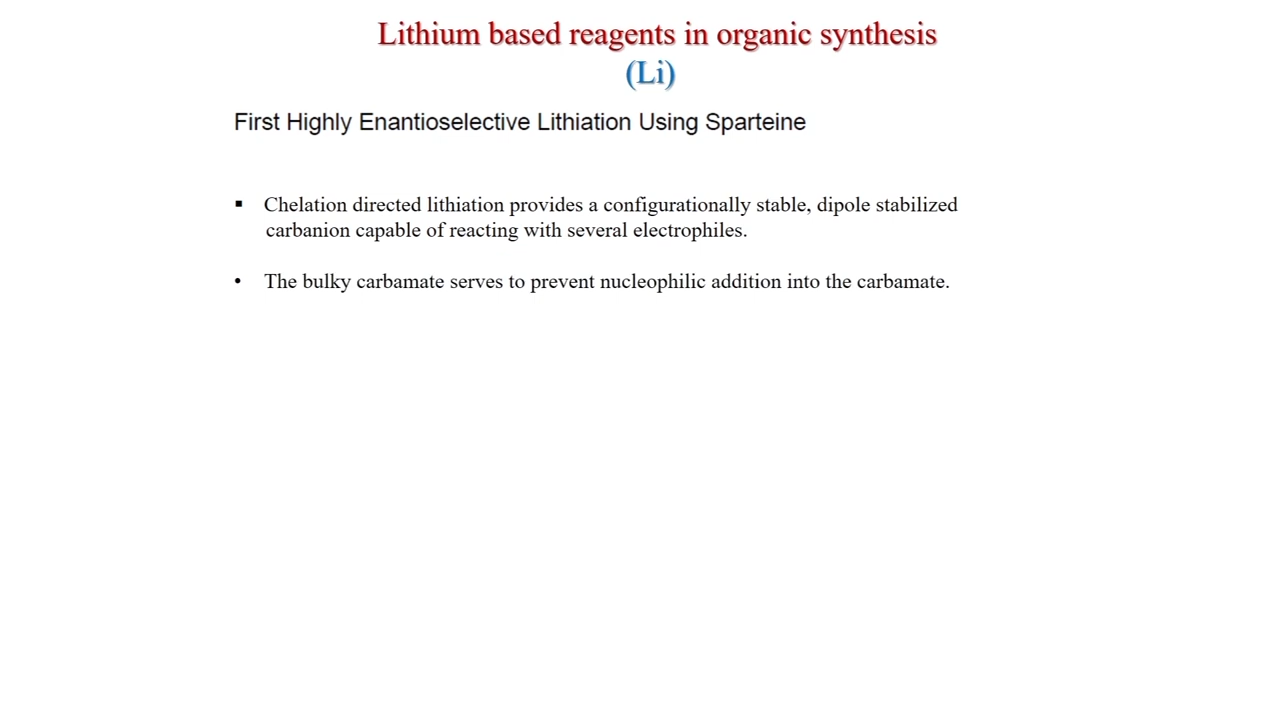 Lithium based reagents in organic synthesis
(Li)
First Highly Enantioselective Lithiation Using Sparteine
▪ Chelation directed lithiation provides a configurationally stable, dipole stabilized
carbanion capable of reacting with several electrophiles.
• The bulky carbamate serves to prevent nucleophilic addition into the carbamate.